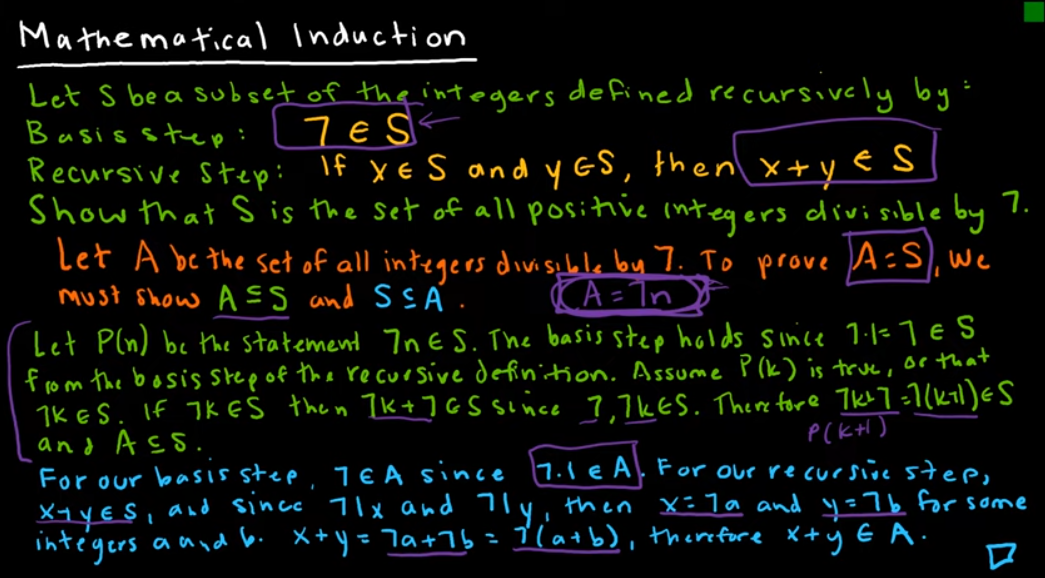 Mathematical Induction
Let S be a subset of the integers defined recursively by:
Basis step: 7 ∈ S
Recursive Step: If x ∈ S and y ∈ S, then x + y ∈ S
Show that S is the set of all positive integers divisible by 7.
Let A be the set of all integers divisible by 7. To prove A = S, we
must show A ⊆ S and S ⊆ A.
A = 7n
Let P(n) be the statement 7n ∈ S. The basis step holds since 7·1 = 7 ∈ S
from the basis step of the recursive definition. Assume P(k) is true, or that
7k ∈ S. If 7k ∈ S then 7k + 7 ∈ S since 7, 7k ∈ S. Therefore 7k + 7 = 7(k+1) ∈ S
P(k+1)
and A ⊆ S.
For our basis step, 7 ∈ A since 7·1 ∈ A. For our recursive step,
x + y ∈ S, and since 7|x and 7|y, then x = 7a and y = 7b for some
integers a and b. x + y = 7a + 7b = 7(a + b), therefore x + y ∈ A.